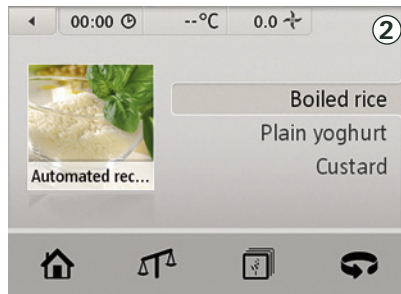 00:00 --°C 0.0 2
Boiled rice
Plain yoghurt
Custard
Automated rec...